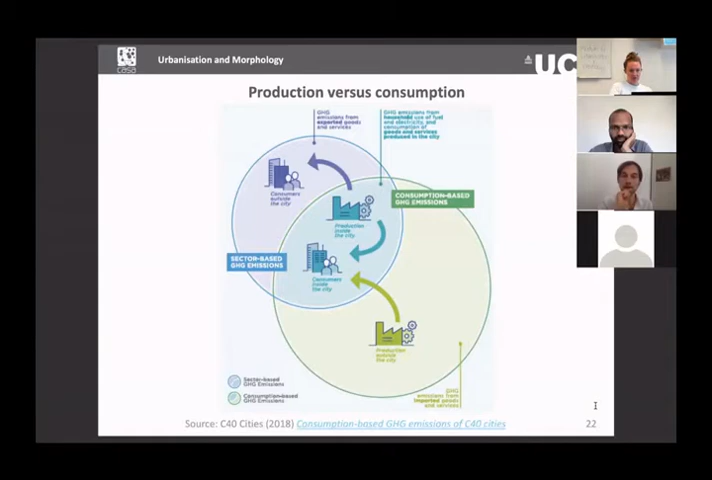 casa
Urbanisation and Morphology
UC
Production versus consumption
GHG
emissions from
exported goods
and services
GHG emissions from
households use of fuel
and electricity, and
consumption of
goods and services
produced in the city
Consumers
outside
the city
CONSUMPTION-BASED
GHG EMISSIONS
Production
inside
the city
SECTOR-BASED
GHG EMISSIONS
Consumers
inside
the city
Production
outside
the city
Sector-based
GHG Emissions
Consumption-based
GHG Emissions
GHG
emissions from
imported goods
and services
Source: C40 Cities (2018) Consumption-based GHG emissions of C40 cities
22